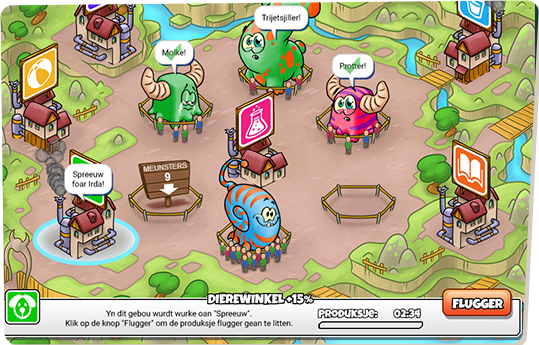 Trijetsjiller!
Molke!
Protter!
Spreeuw
foar Irda!
MEUNSTERS
9
DIEREWINKEL +15%
Yn dit gebou wurdt wurke oan "Spreeuw".
Klik op de knop "Flugger" om de produksje flugger gean te litten.
PRODUKSJE: 02:34
FLUGGER